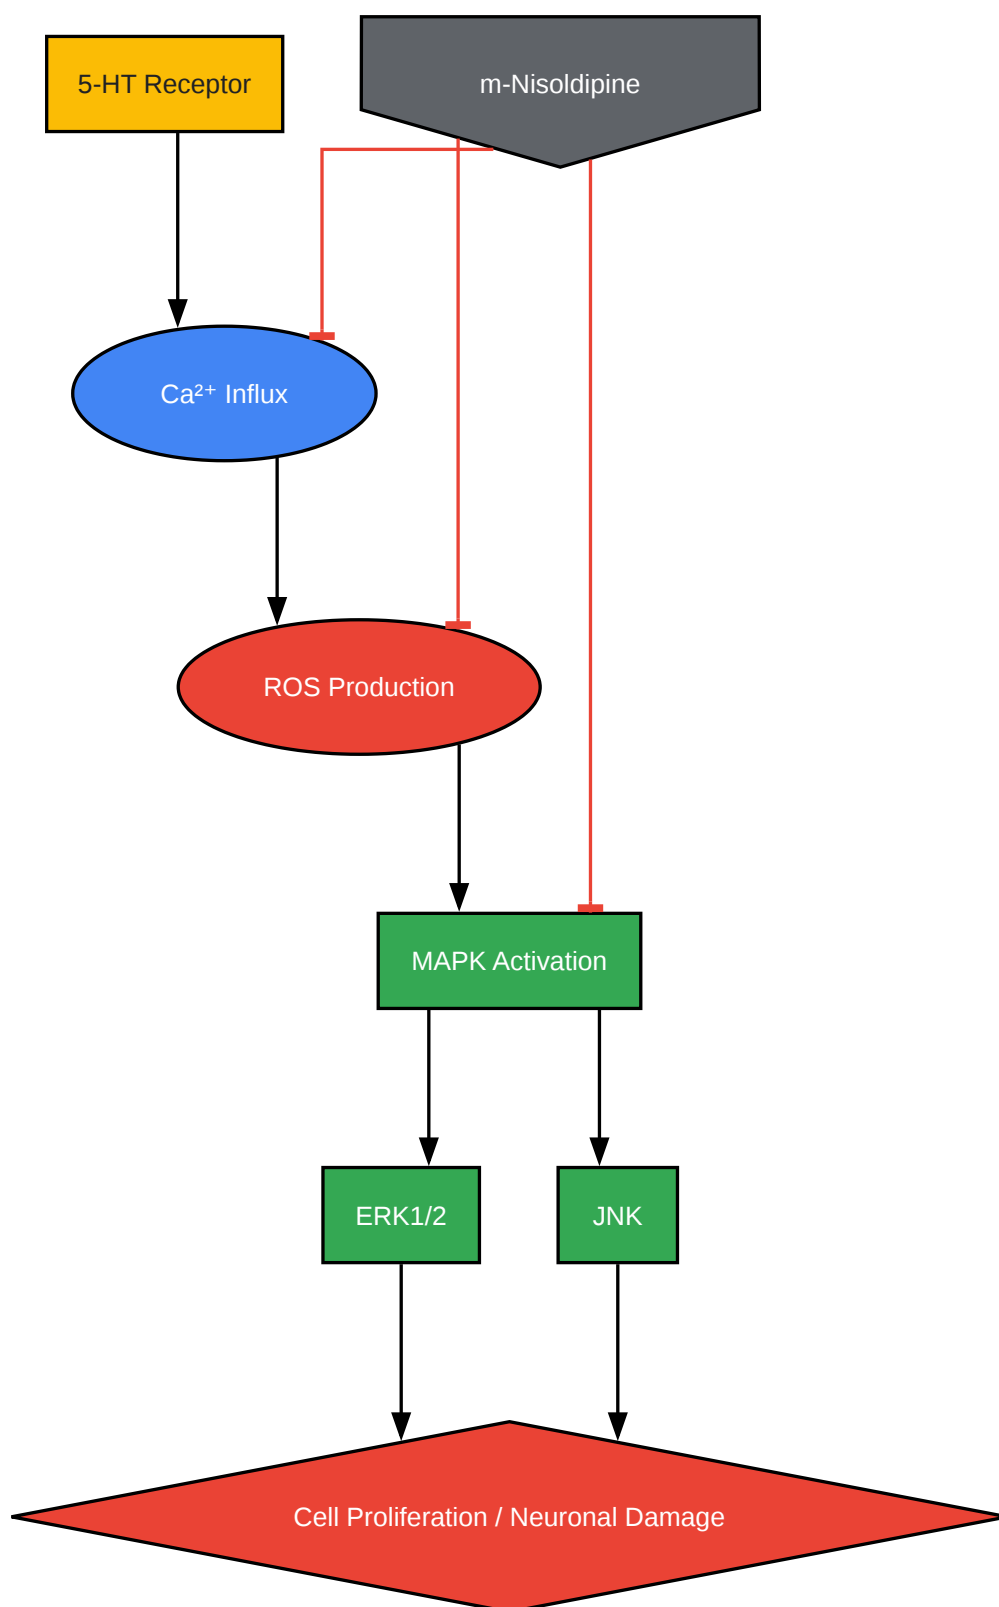 5-HT Receptor
m-Nisoldipine
Ca²⁺ Influx
ROS Production
MAPK Activation
ERK1/2
JNK
Cell Proliferation / Neuronal Damage